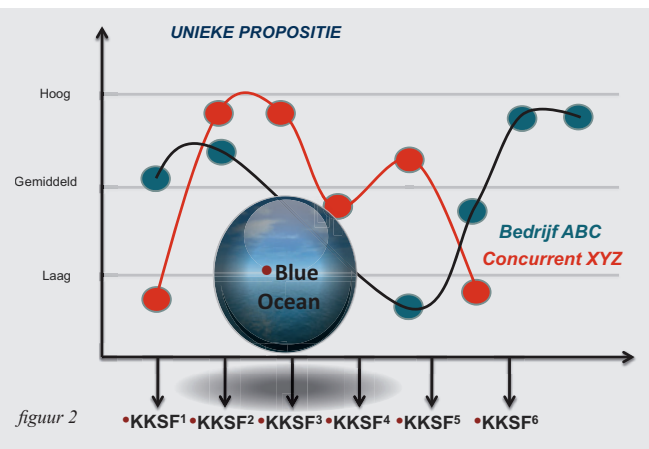 UNIEKE PROPOSITIE
Hoog
Gemiddeld
Laag
Bedrijf ABC
Concurrent XYZ
•Blue
Ocean
figuur 2
•KKSF¹ •KKSF² •KKSF³ •KKSF⁴ •KKSF⁵ •KKSF⁶